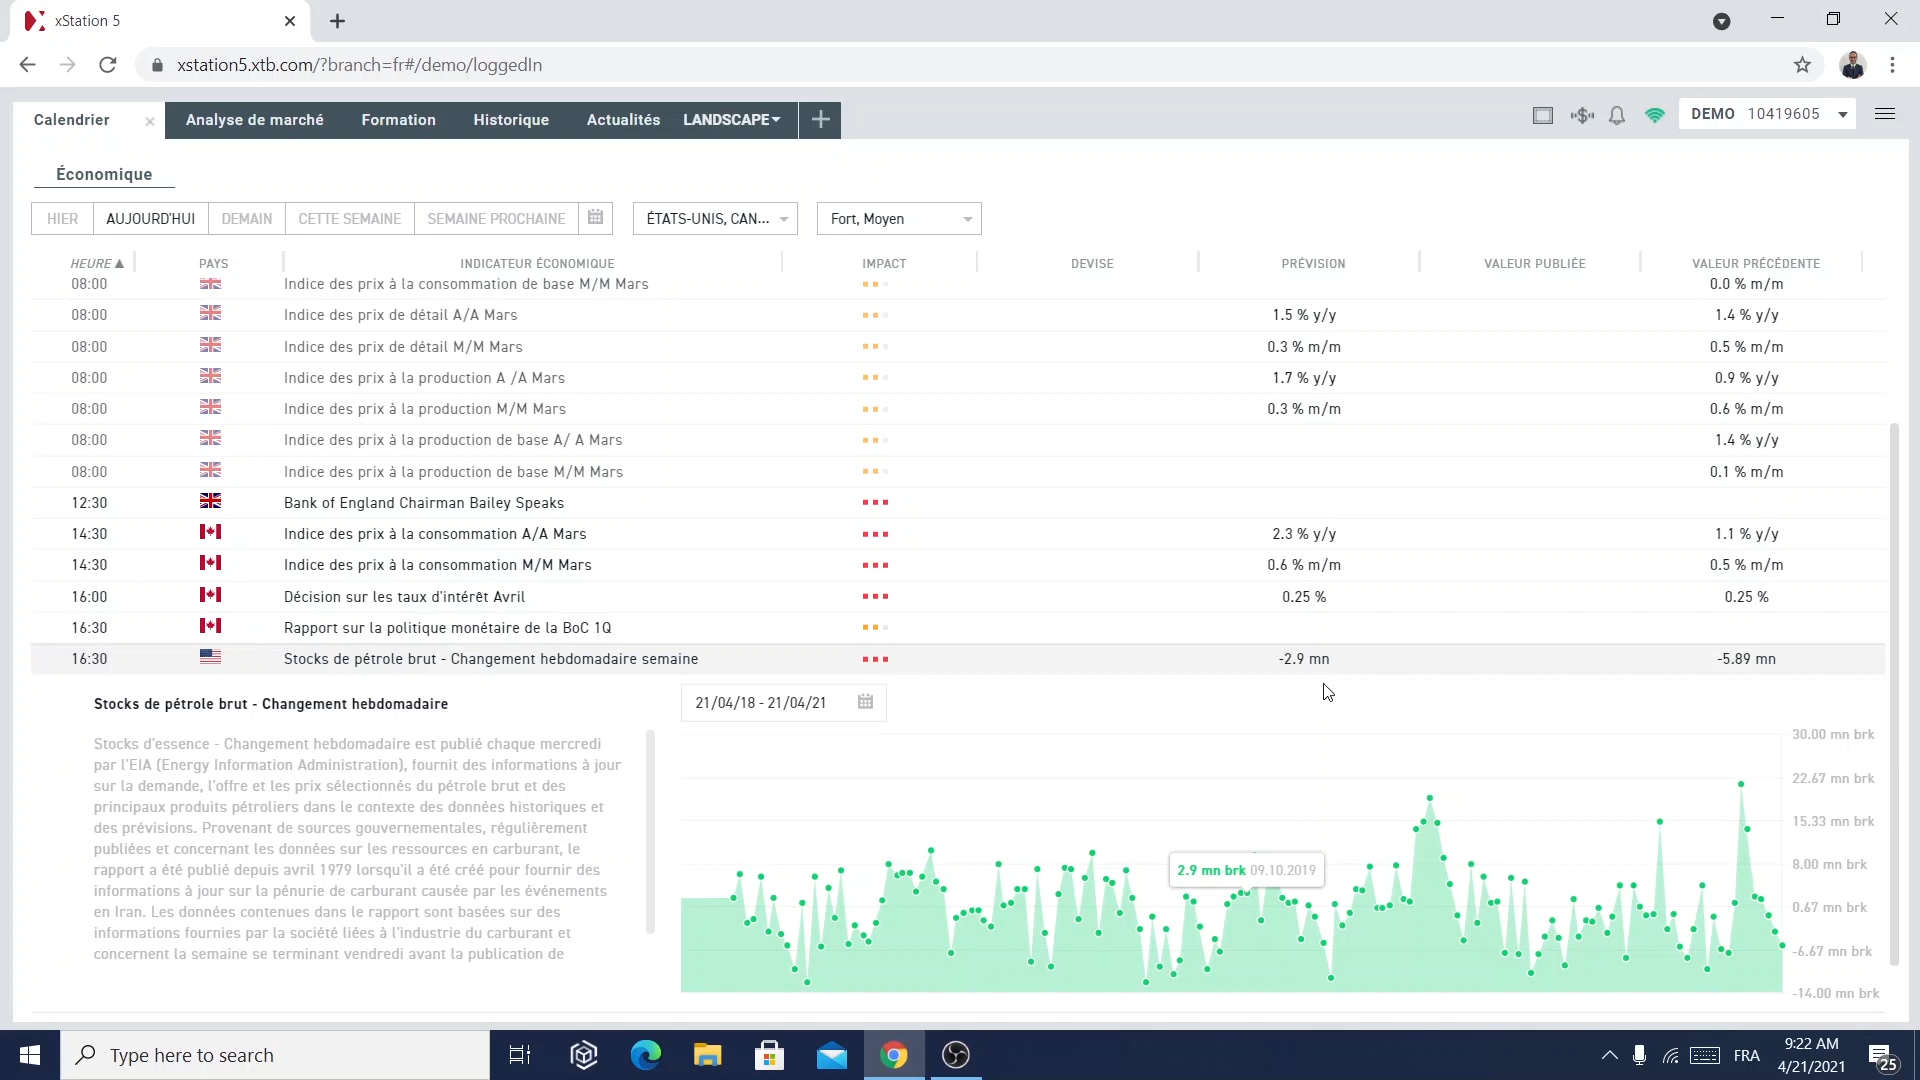 xStation 5
xstation5.xtb.com/?branch=fr#/demo/loggedIn
Calendrier
Analyse de marché
Formation
Historique
Actualités
LANDSCAPE
DEMO 10419605
Économique
HIER
AUJOURD'HUI
DEMAIN
CETTE SEMAINE
SEMAINE PROCHAINE
ÉTATS-UNIS, CAN...
Fort, Moyen
HEURE PAYS INDICATEUR ÉCONOMIQUE IMPACT DEVISE PRÉVISION VALEUR PUBLIÉE VALEUR PRÉCÉDENTE
08:00 Indice des prix à la consommation de base M/M Mars 0.0 % m/m
08:00 Indice des prix de détail A/A Mars 1.5 % y/y 1.4 % y/y
08:00 Indice des prix de détail M/M Mars 0.3 % m/m 0.5 % m/m
08:00 Indice des prix à la production A /A Mars 1.7 % y/y 0.9 % y/y
08:00 Indice des prix à la production M/M Mars 0.3 % m/m 0.6 % m/m
08:00 Indice des prix à la production de base A/ A Mars 1.4 % y/y
08:00 Indice des prix à la production de base M/M Mars 0.1 % m/m
12:30 Bank of England Chairman Bailey Speaks
14:30 Indice des prix à la consommation A/A Mars 2.3 % y/y 1.1 % y/y
14:30 Indice des prix à la consommation M/M Mars 0.6 % m/m 0.5 % m/m
16:00 Décision sur les taux d'intérêt Avril 0.25 % 0.25 %
16:30 Rapport sur la politique monétaire de la BoC 1Q
16:30 Stocks de pétrole brut - Changement hebdomadaire semaine -2.9 mn -5.89 mn
Stocks de pétrole brut - Changement hebdomadaire
Stocks d'essence - Changement hebdomadaire est publié chaque mercredi
par l'EIA (Energy Information Administration), fournit des informations à jour
sur la demande, l'offre et les prix sélectionnés du pétrole brut et des
principaux produits pétroliers dans le contexte des données historiques et
des prévisions. Provenant de sources gouvernementales, régulièrement
publiées et concernant les données sur les ressources en carburant, le
rapport a été publié depuis avril 1979 lorsqu'il a été créé pour fournir des
informations à jour sur la pénurie de carburant causée par les événements
en Iran. Les données contenues dans le rapport sont basées sur des
informations fournies par la société liées à l'industrie du carburant et
concernent la semaine se terminant vendredi avant la publication de
21/04/18 - 21/04/21
2.9 mn brk 09.10.2019
30.00 mn brk
22.67 mn brk
15.33 mn brk
8.00 mn brk
0.67 mn brk
-6.67 mn brk
-14.00 mn brk
Type here to search
FRA
9:22 AM
4/21/2021
25